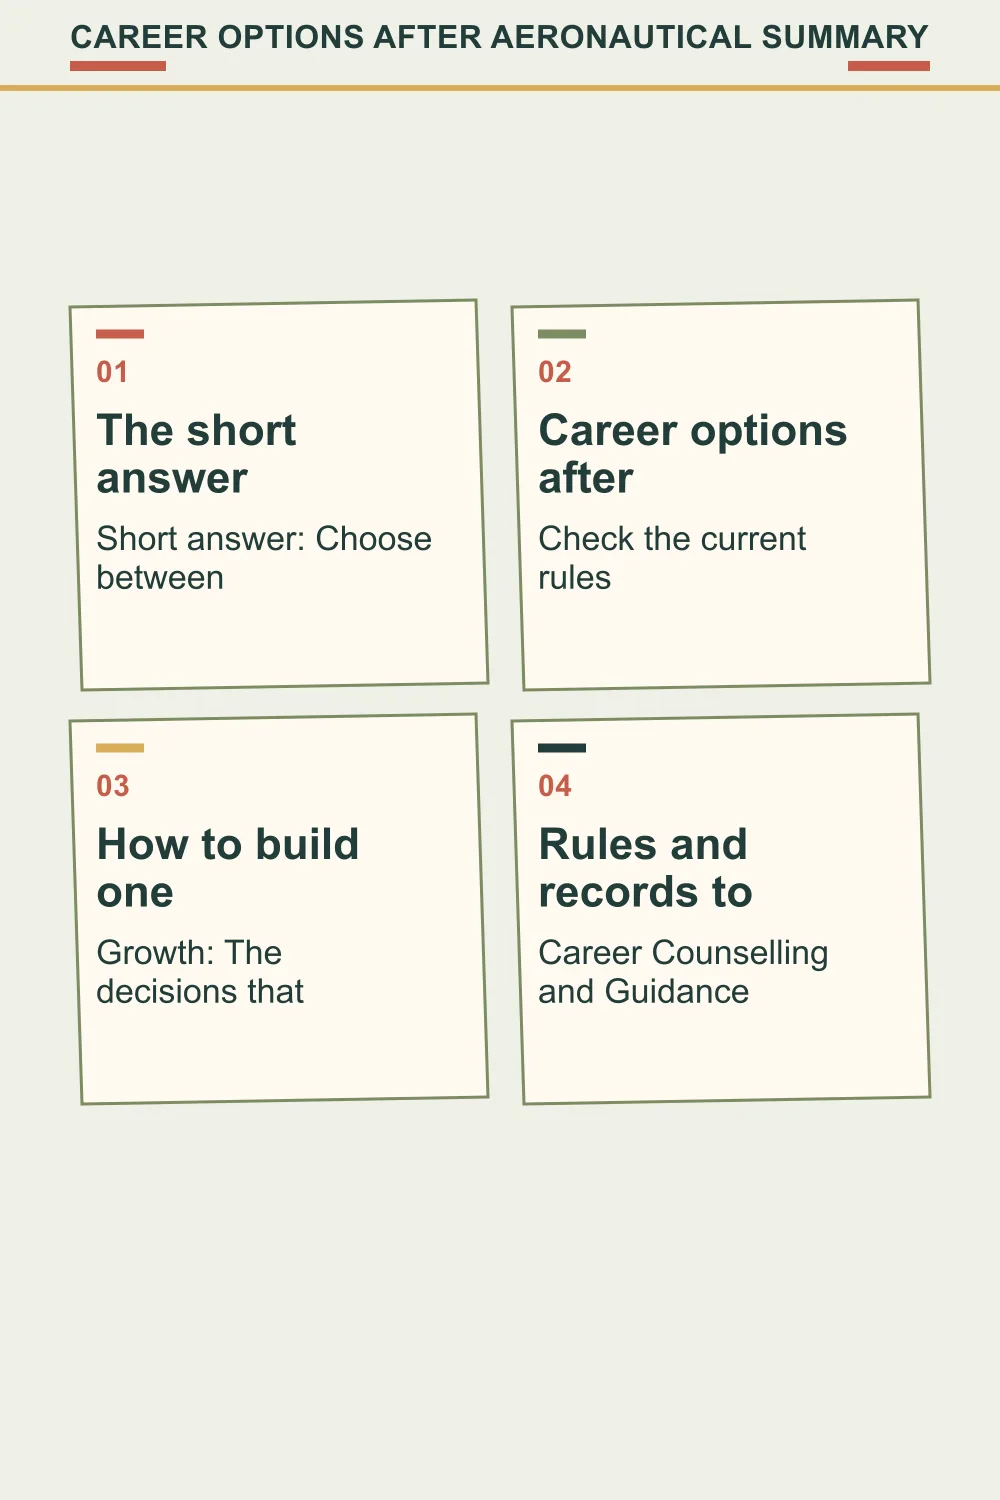 CAREER OPTIONS AFTER AERONAUTICAL SUMMARY
01
The short
answer
Short answer: Choose
between
02
Career options
after
Check the current
rules
03
How to build
one
Growth: The
decisions that
04
Rules and
records to
Career Counselling
and Guidance